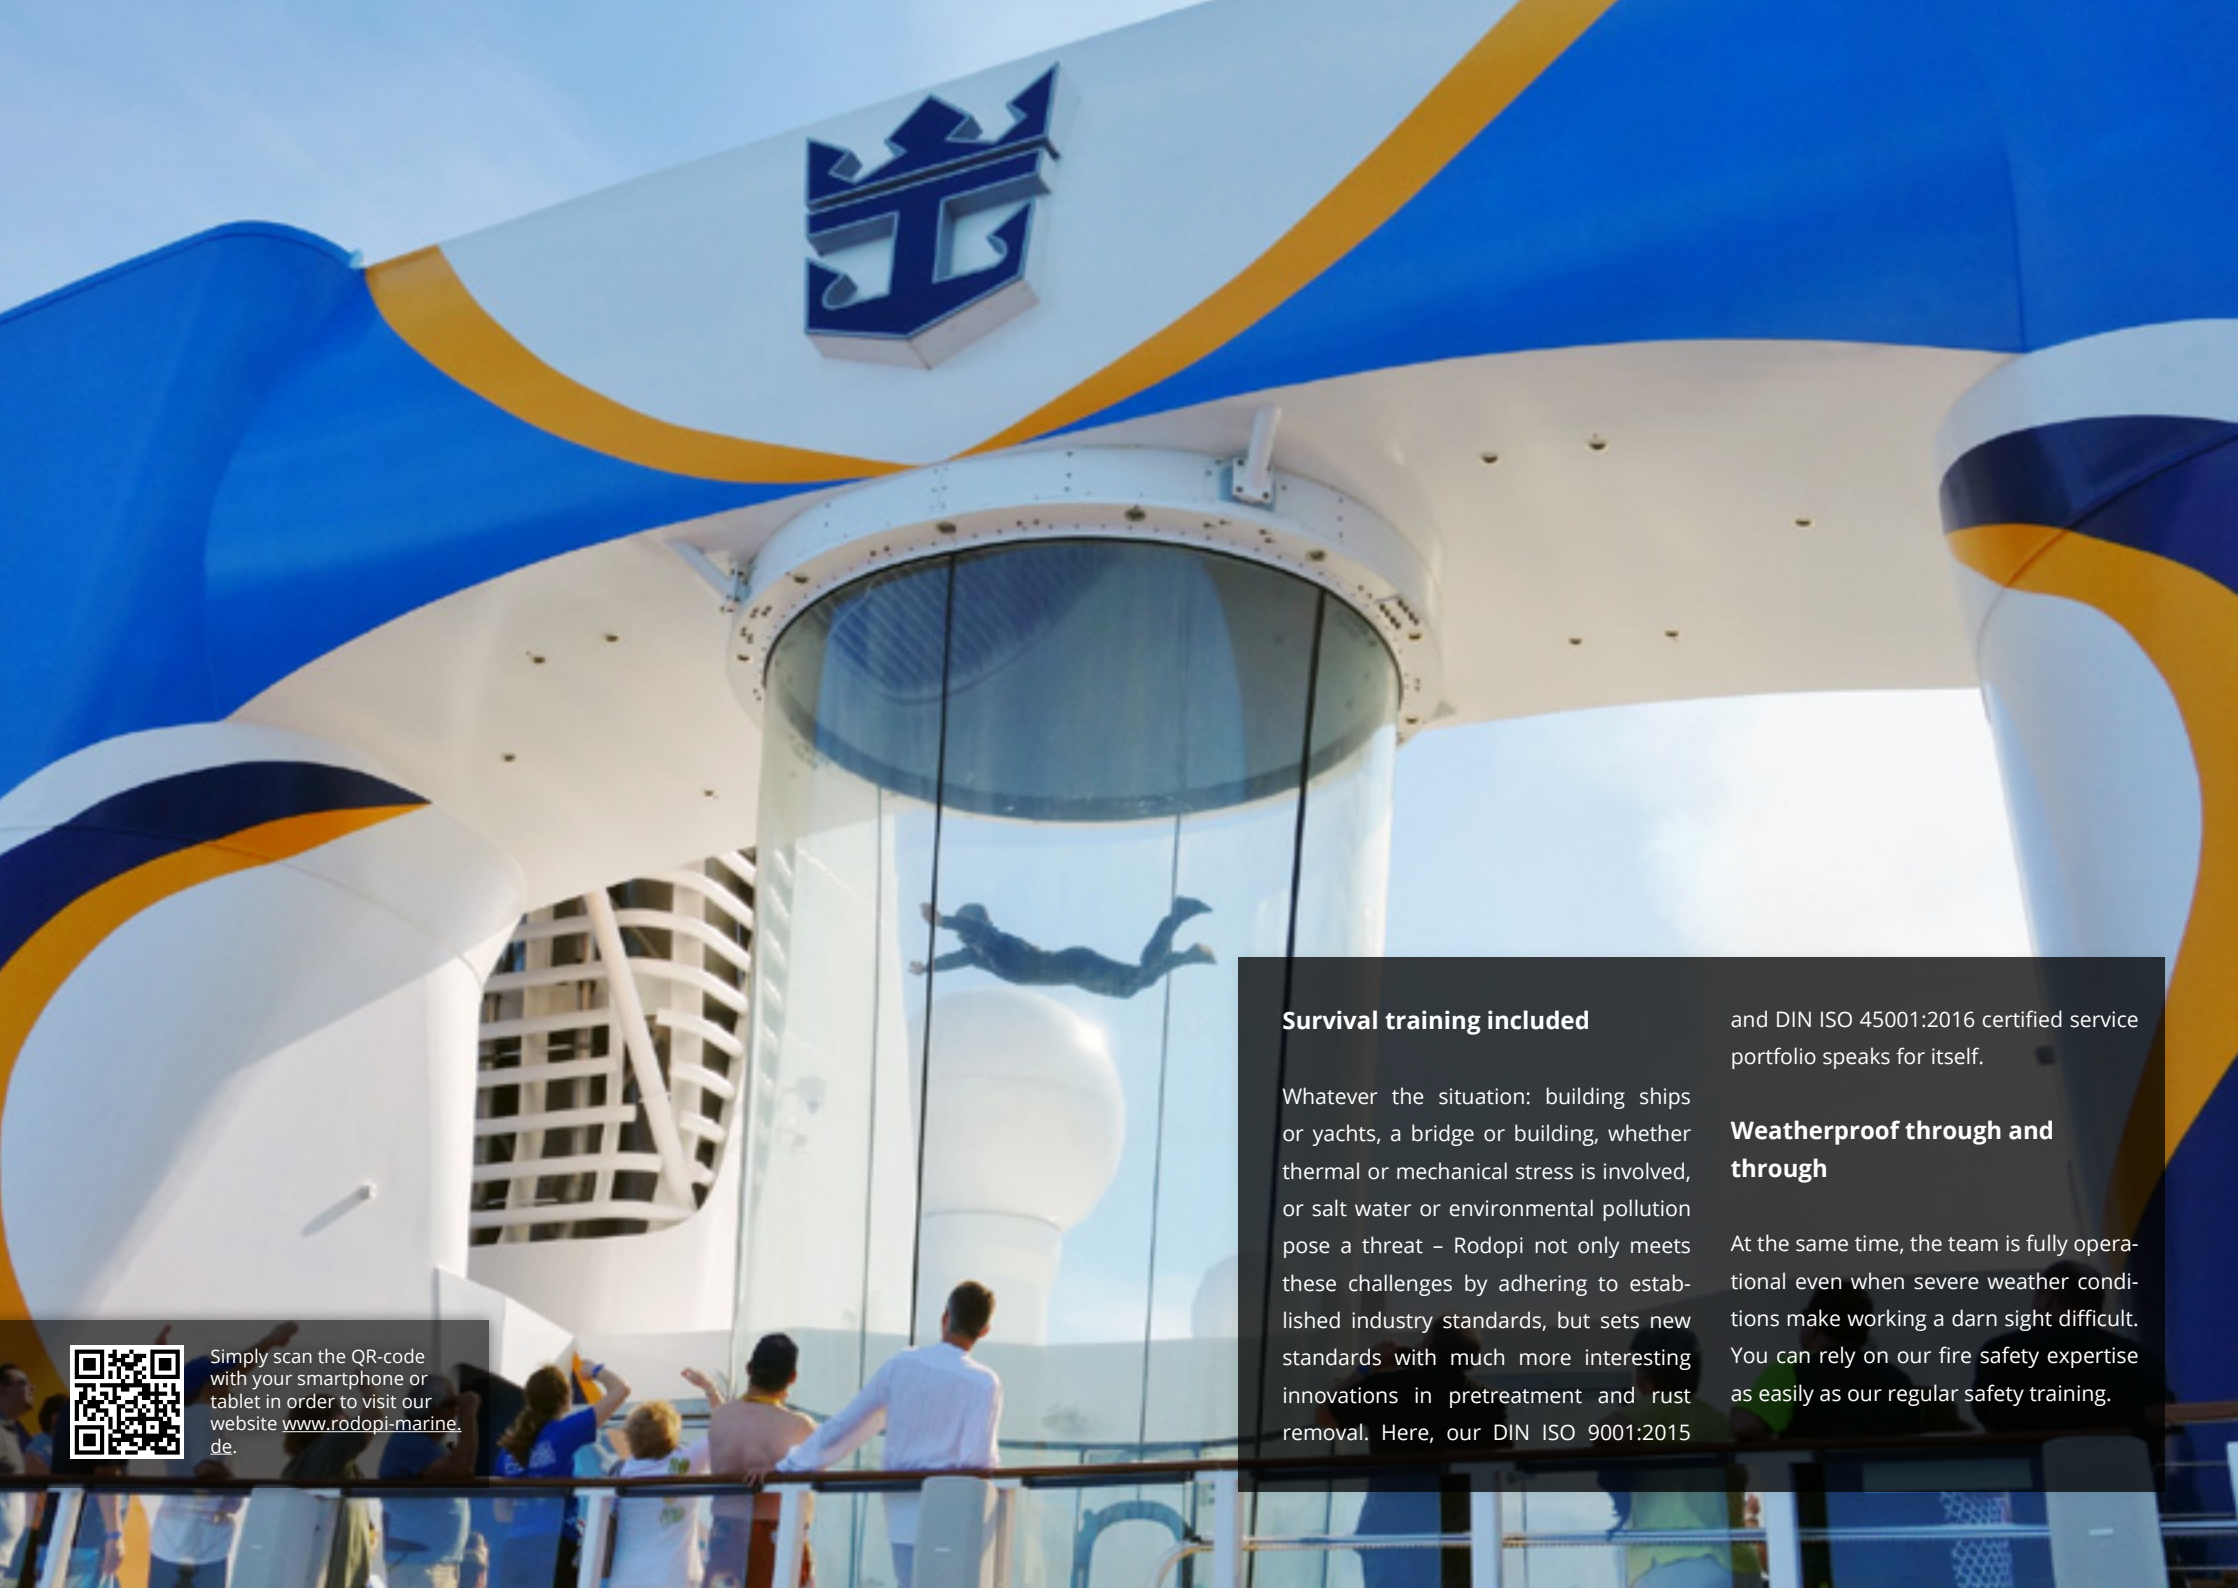 Survival training included
Whatever the situation: building ships
or yachts, a bridge or building, whether
thermal or mechanical stress is involved,
or salt water or environmental pollution
pose a threat – Rodopi not only meets
these challenges by adhering to estab-
lished industry standards, but sets new
standards with much more interesting
innovations in pretreatment and rust
removal. Here, our DIN ISO 9001:2015
and DIN ISO 45001:2016 certified service
portfolio speaks for itself.
Weatherproof through and
through
At the same time, the team is fully opera-
tional even when severe weather condi-
tions make working a darn sight difficult.
You can rely on our fire safety expertise
as easily as our regular safety training.
Simply scan the QR-code
with your smartphone or
tablet in order to visit our
website www.rodopi-marine.
de.